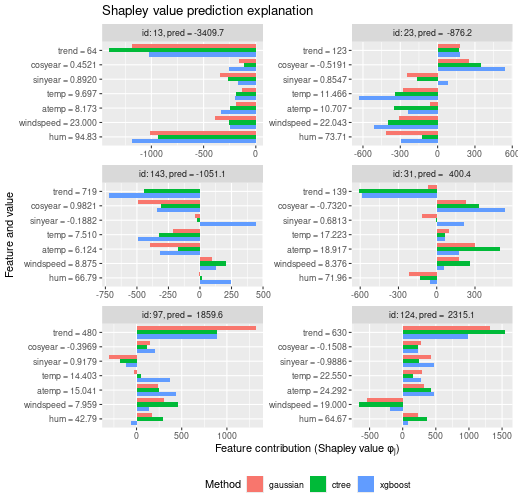 Shapley value prediction explanation
id: 13, pred = -3409.7
trend = 64
cosyear = 0.4521
sinyear = 0.8920
temp = 9.697
atemp = 8.173
windspeed = 23.000
hum = 94.83
-1000 -500 0
id: 23, pred = -876.2
trend = 123
cosyear = -0.5191
sinyear = 0.8547
temp = 11.466
atemp = 10.707
windspeed = 22.043
hum = 73.71
-600 -300 0 300 600
id: 143, pred = -1051.1
trend = 719
cosyear = 0.9821
sinyear = -0.1882
temp = 7.510
atemp = 6.124
windspeed = 8.875
hum = 66.79
-750 -500 -250 0 250 500
id: 31, pred = 400.4
trend = 139
cosyear = -0.7320
sinyear = 0.6813
temp = 17.223
atemp = 18.917
windspeed = 8.376
hum = 71.96
-600 -300 0 300
id: 97, pred = 1859.6
trend = 480
cosyear = -0.3969
sinyear = 0.9179
temp = 14.403
atemp = 15.041
windspeed = 7.959
hum = 42.79
0 500 1000
id: 124, pred = 2315.1
trend = 630
cosyear = -0.1508
sinyear = -0.9886
temp = 22.550
atemp = 24.292
windspeed = 19.000
hum = 64.67
-500 0 500 1000 1500
Feature and value
Feature contribution (Shapley value φj)
Method gaussian ctree xgboost